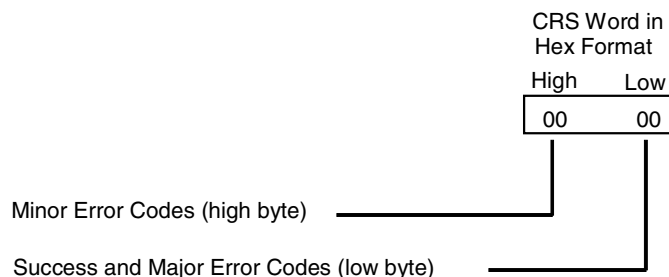 CRS Word in
Hex Format
High Low
00 00
Minor Error Codes (high byte)
Success and Major Error Codes (low byte)